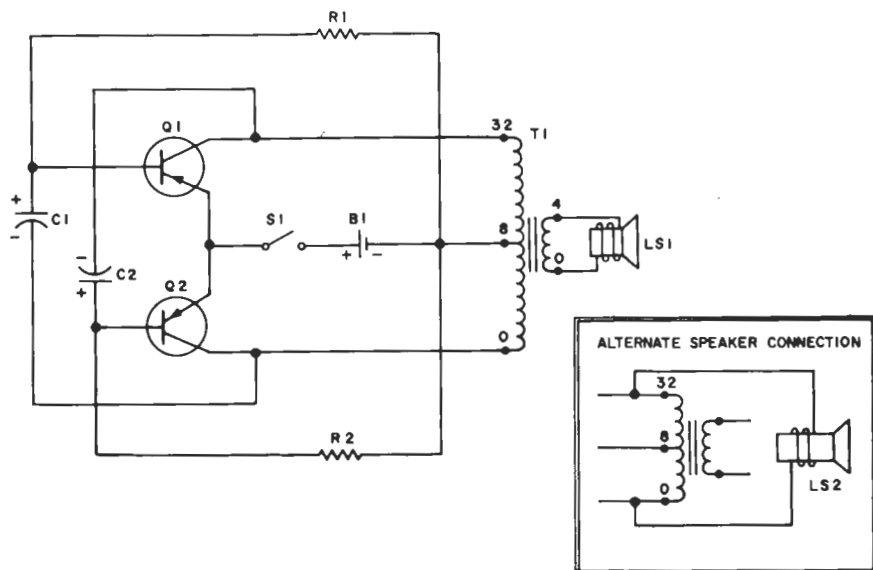 R1
Q1
32
T1
+
C1
-
S1
B1
+
-
8
4
0
LS1
-
C2
+
Q2
0
R2
ALTERNATE SPEAKER CONNECTION
32
8
0
LS2